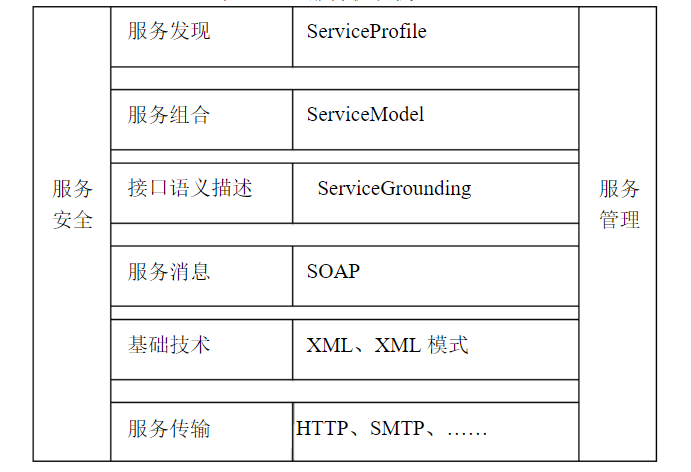 服务发现 ServiceProfile
服务组合 ServiceModel
服务
安全
接口语义描述 ServiceGrounding
服务
管理
服务消息 SOAP
基础技术 XML、XML 模式
服务传输 HTTP、SMTP、……